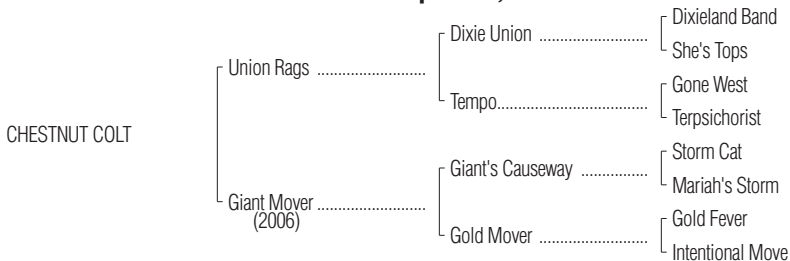 Dixieland Band
Dixie Union ..........................
She's Tops
Union Rags ..........................
Gone West
Tempo....................................
Terpsichorist
CHESTNUT COLT
Storm Cat
Giant's Causeway ................
Mariah's Storm
Giant Mover ..........................
(2006)
Gold Fever
Gold Mover ..........................
Intentional Move